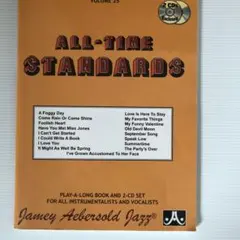 VOLUME 25
ALL-TIME
STANDARDS
A Foggy Day
Come Rain Or Come Shine
Foolish Heart
Have You Met Miss Jones
I Can't Get Started
I Could Write A Book
I Love You
It Might As Well Be Spring
Love Is Here To Stay
My Favorite Things
My Funny Valentine
Old Devil Moon
September Song
Speak Low
Summertime
The Party's Over
I've Grown Accustomed To Her Face
PLAY-A-LONG BOOK AND 2-CD SET
FOR ALL INSTRUMENTALISTS AND VOCALISTS
Jamey Aebersold Jazz®
JA